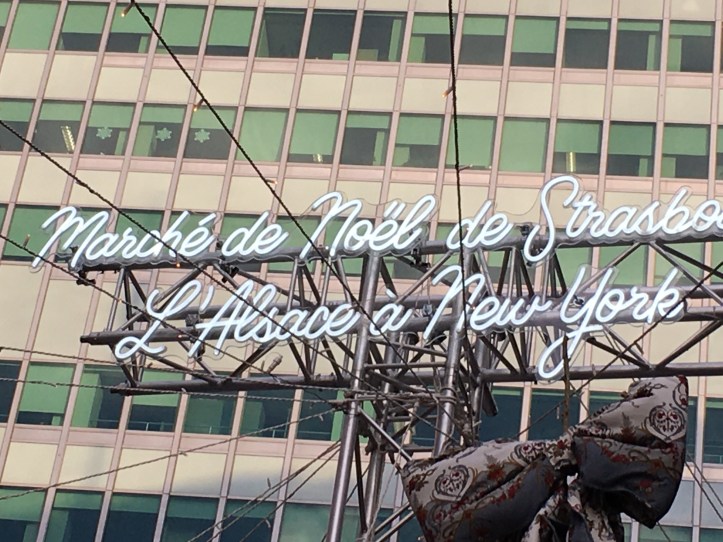 Marché de Noël de Strasbo
L'Alsace à New York